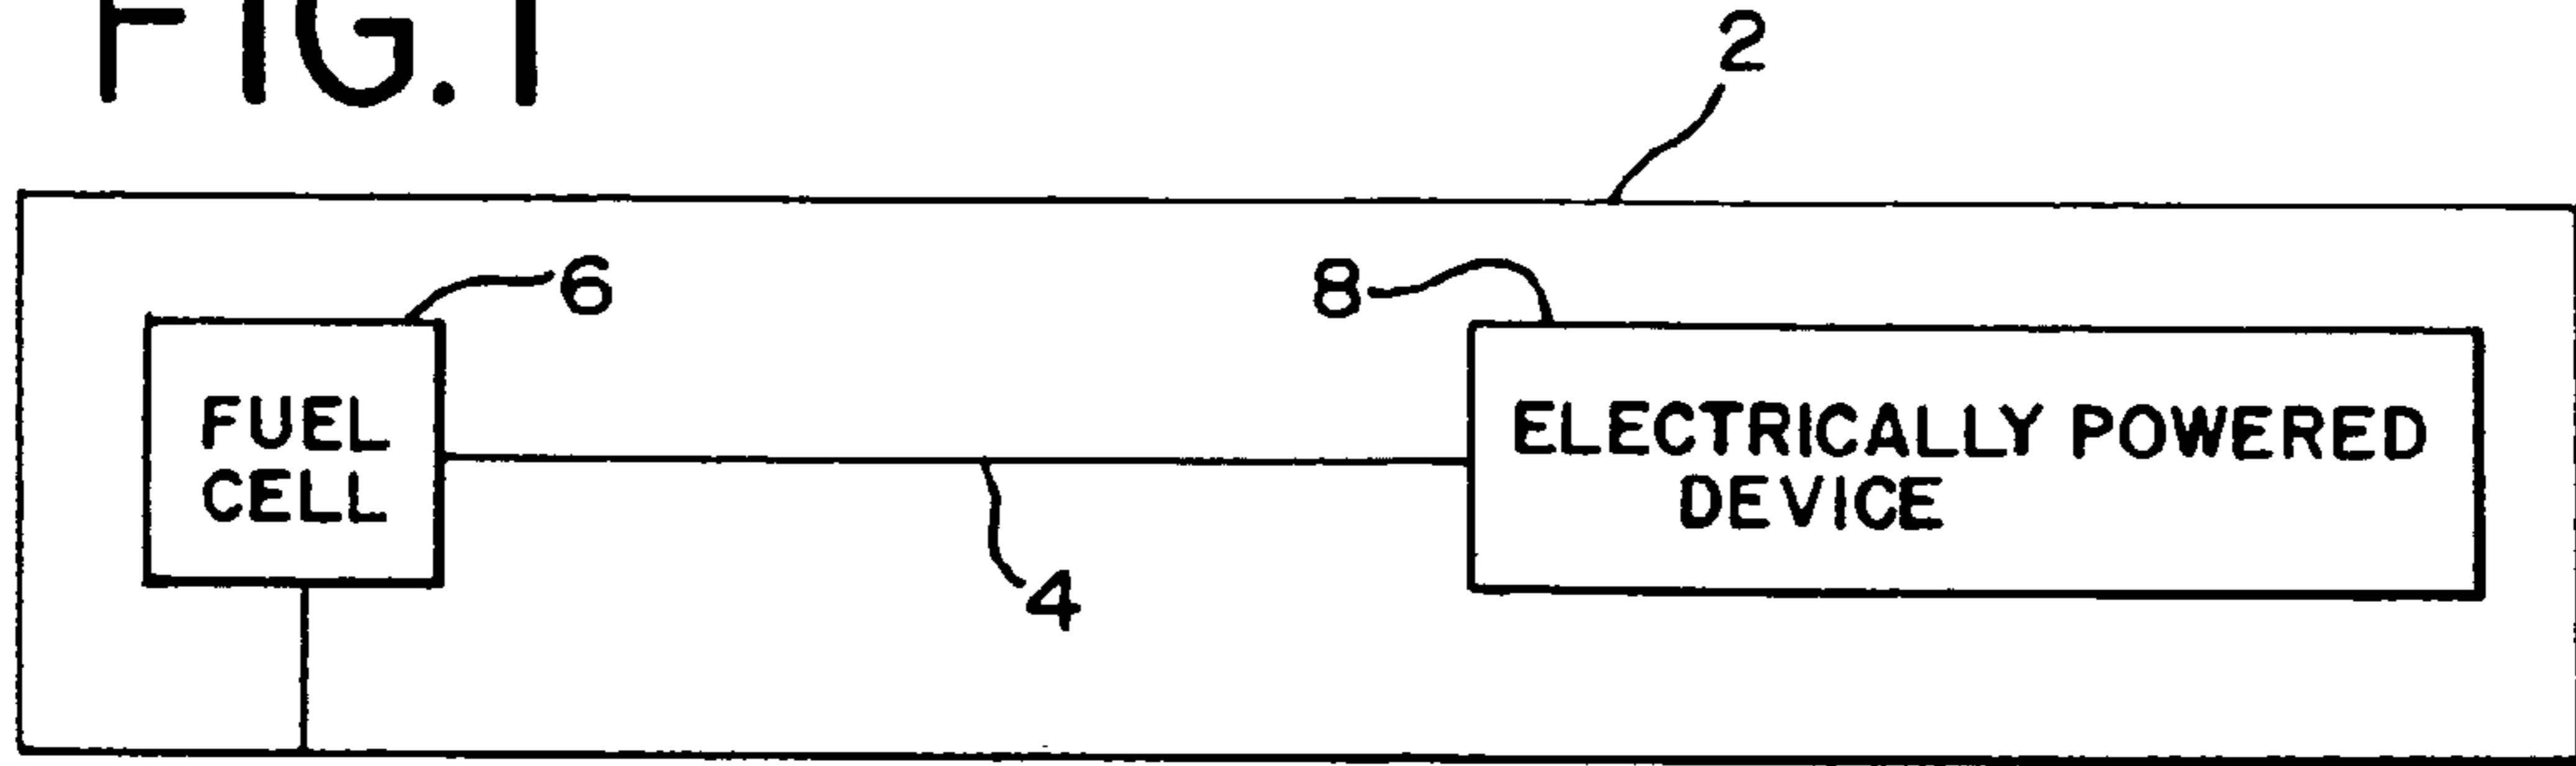 FIG. 1
2
6
8
FUEL
CELL
ELECTRICALLY POWERED
DEVICE
4